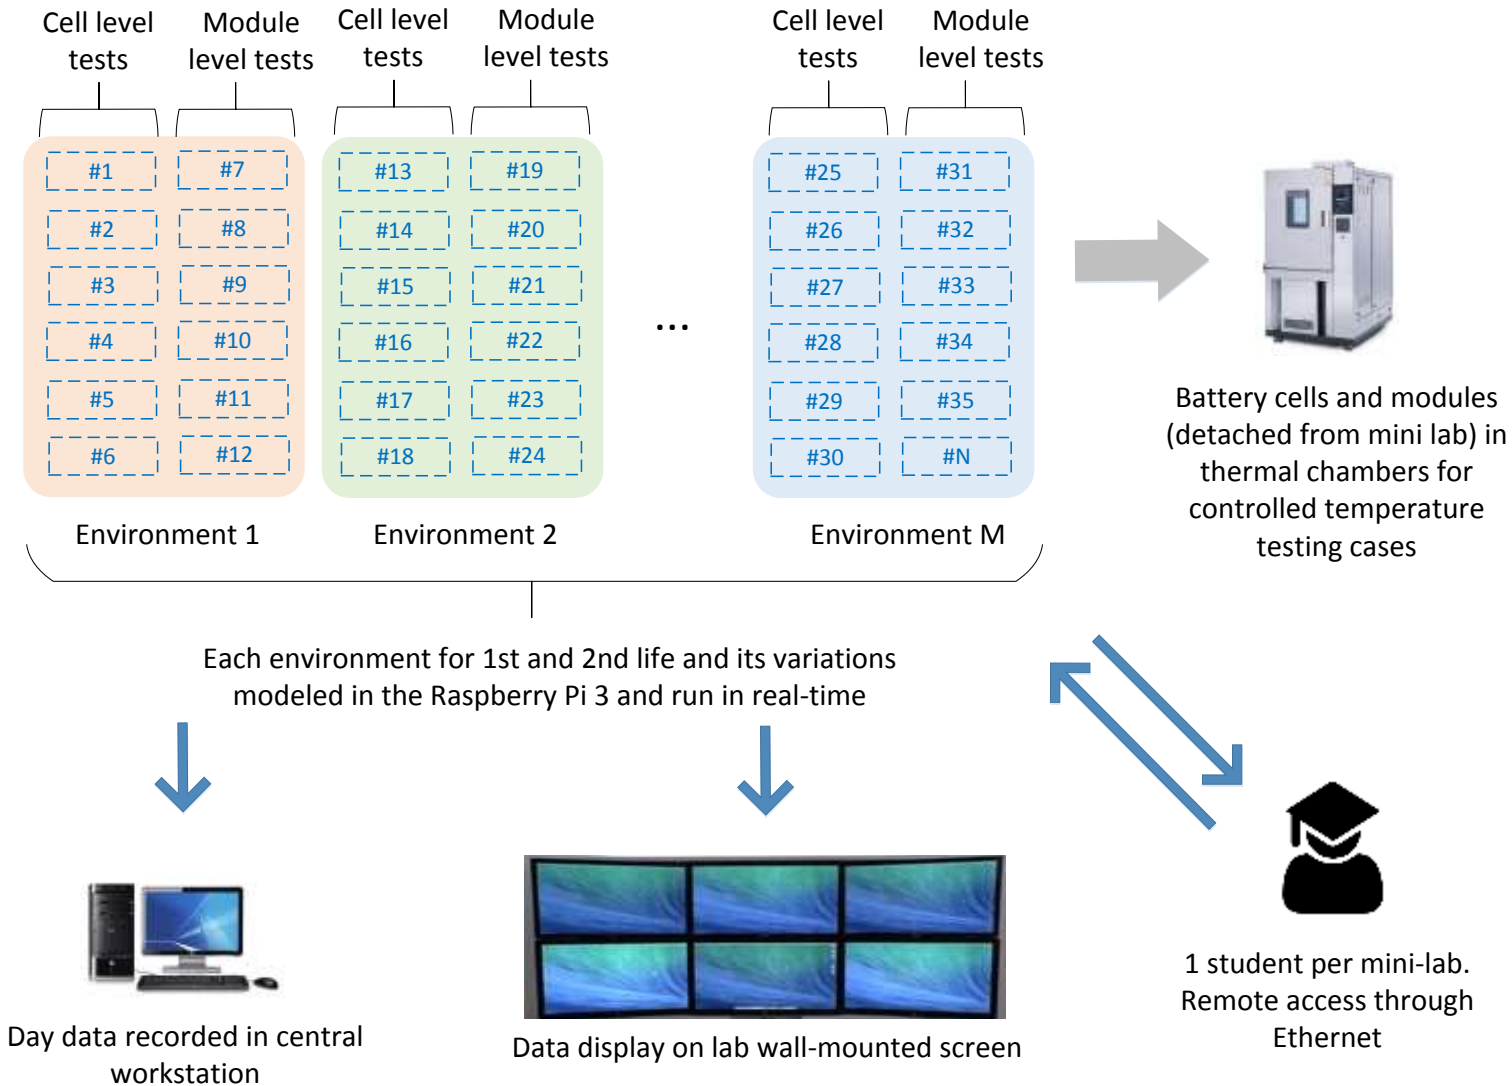 Cell level
tests
Module
level tests
Cell level
tests
Module
level tests
Cell level
tests
Module
level tests
#1
#2
#3
#4
#5
#6
#7
#8
#9
#10
#11
#12
#13
#14
#15
#16
#17
#18
#19
#20
#21
#22
#23
#24
...
#25
#26
#27
#28
#29
#30
#31
#32
#33
#34
#35
#N
Environment 1
Environment 2
Environment M
Battery cells and modules
(detached from mini lab) in
thermal chambers for
controlled temperature
testing cases
Each environment for 1st and 2nd life and its variations
modeled in the Raspberry Pi 3 and run in real-time
Day data recorded in central
workstation
Data display on lab wall-mounted screen
1 student per mini-lab.
Remote access through
Ethernet